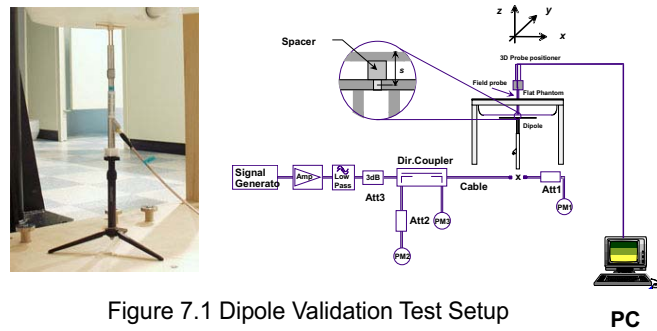 z
y
x
Spacer
s
3D Probe positioner
Field probe
Flat Phantom
Dipole
Dir.Coupler
Signal
Generato
Amp
Low
Pass
3dB
Cable
x
Att1
Att3
Att2
PM3
PM1
PM2
Figure 7.1 Dipole Validation Test Setup
PC